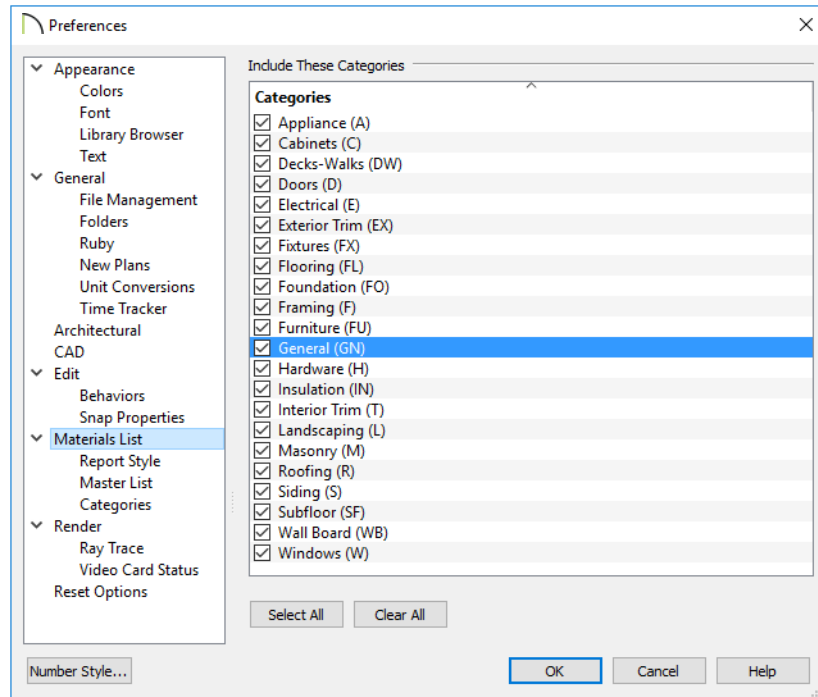 Preferences
Appearance
Colors
Font
Library Browser
Text
General
File Management
Folders
Ruby
New Plans
Unit Conversions
Time Tracker
Architectural
CAD
Edit
Behaviors
Snap Properties
Materials List
Report Style
Master List
Categories
Render
Ray Trace
Video Card Status
Reset Options
Include These Categories
Categories
Appliance (A)
Cabinets (C)
Decks-Walks (DW)
Doors (D)
Electrical (E)
Exterior Trim (EX)
Fixtures (FX)
Flooring (FL)
Foundation (FO)
Framing (F)
Furniture (FU)
General (GN)
Hardware (H)
Insulation (IN)
Interior Trim (T)
Landscaping (L)
Masonry (M)
Roofing (R)
Siding (S)
Subfloor (SF)
Wall Board (WB)
Windows (W)
Select All
Clear All
Number Style...
OK
Cancel
Help